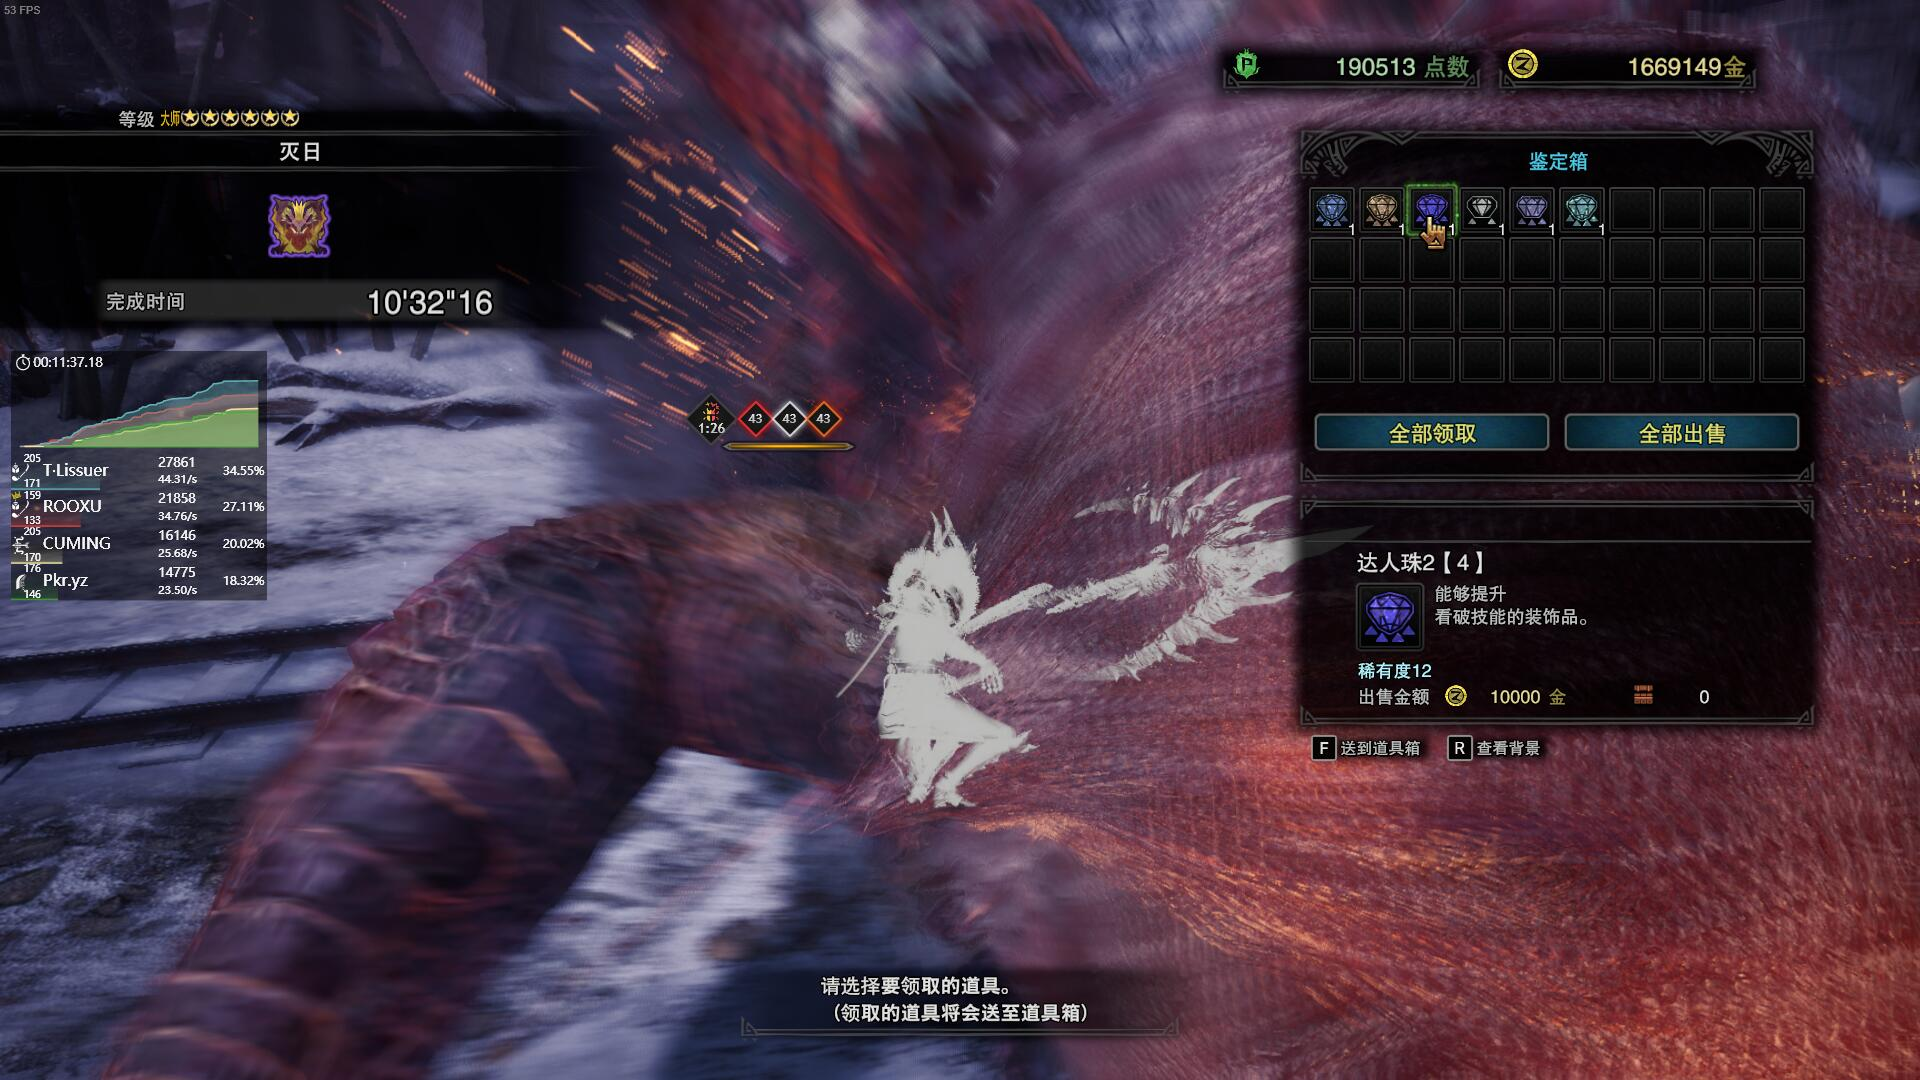 53 FPS
190513 点数
1669149金
等级 大师
灭日
完成时间 10'32"16
00:11:37.18
205
171
T·Lissuer
27861
44.31/s
34.55%
159
133
ROOXU
21858
34.76/s
27.11%
205
170
CUMING
16146
25.68/s
20.02%
176
146
Pkr.yz
14775
23.50/s
18.32%
1:26
43
43
43
鉴定箱
1
1
1
1
1
1
全部领取
全部出售
达人珠2【4】
能够提升
看破技能的装饰品。
稀有度12
出售金额 10000 金 0
F 送到道具箱 R 查看背景
请选择要领取的道具。
(领取的道具将会送至道具箱)